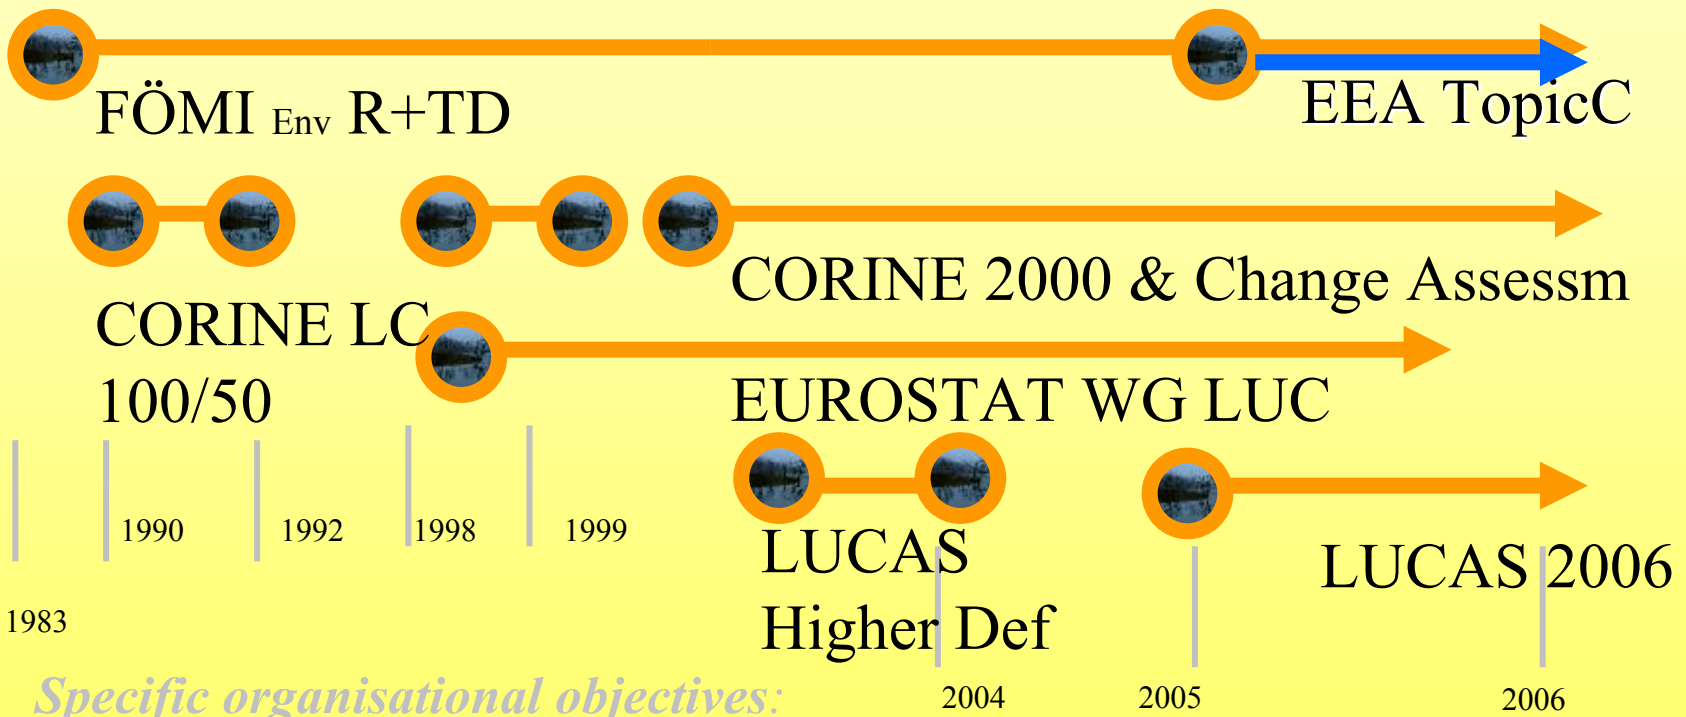 FÖMI Env R+TD
EEA TopicC
CORINE 2000 & Change Assessm
CORINE LC
100/50
EUROSTAT WG LUC
1990
1992
1998
1999
LUCAS
Higher Def
LUCAS 2006
1983
2004
2005
2006
Specific organisational objectives: